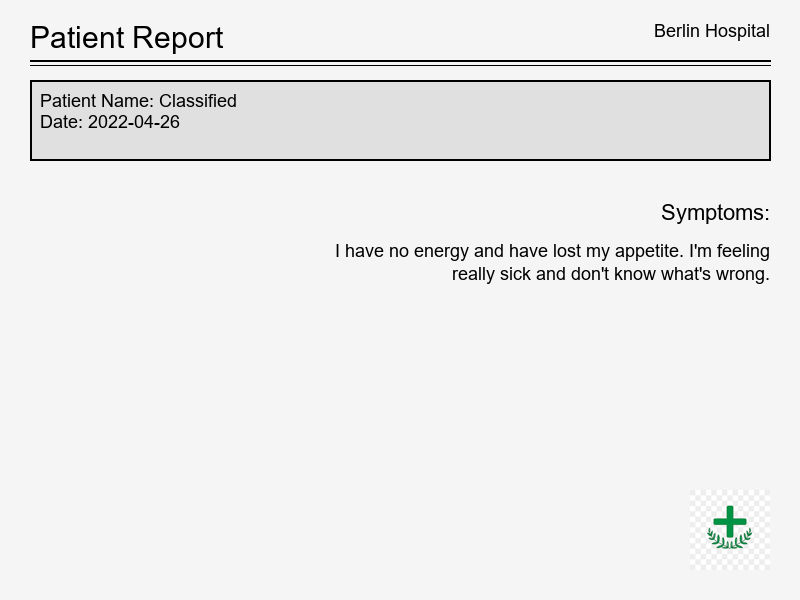 Patient Report
Berlin Hospital
Patient Name: Classified
Date: 2022-04-26
Symptoms:
I have no energy and have lost my appetite. I'm feeling
really sick and don't know what's wrong.